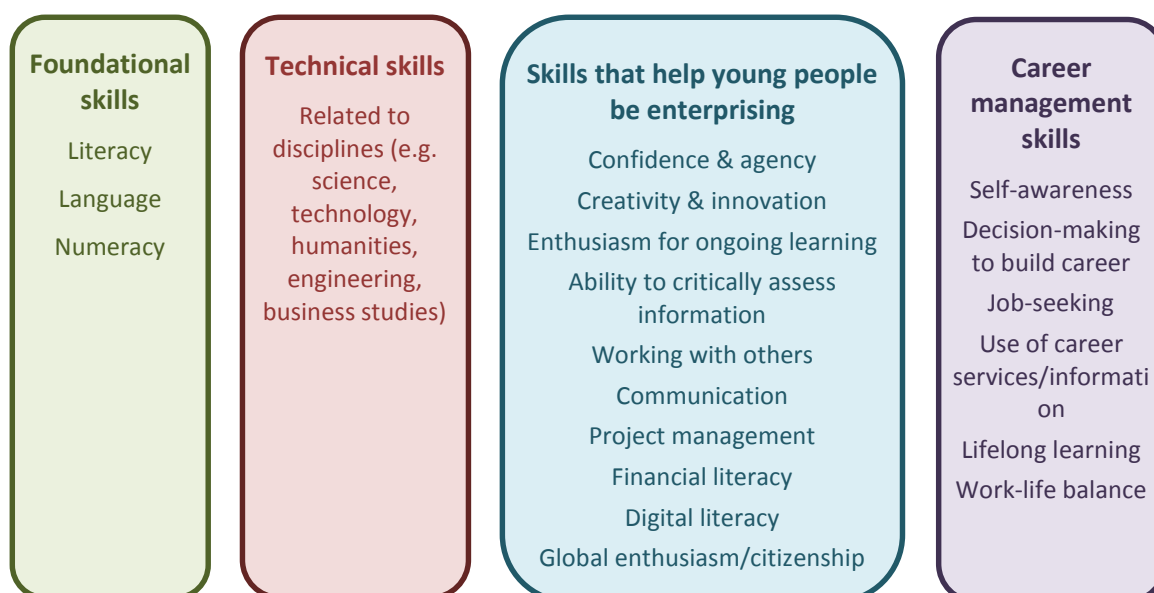 Foundational
skills
Literacy
Language
Numeracy
Technical skills
Related to
disciplines (e.g.
science,
technology,
humanities,
engineering,
business studies)
Skills that help young people
be enterprising
Confidence & agency
Creativity & innovation
Enthusiasm for ongoing learning
Ability to critically assess
information
Working with others
Communication
Project management
Financial literacy
Digital literacy
Global enthusiasm/citizenship
Career
management
skills
Self-awareness
Decision-making
to build career
Job-seeking
Use of career
services/informati
on
Lifelong learning
Work-life balance